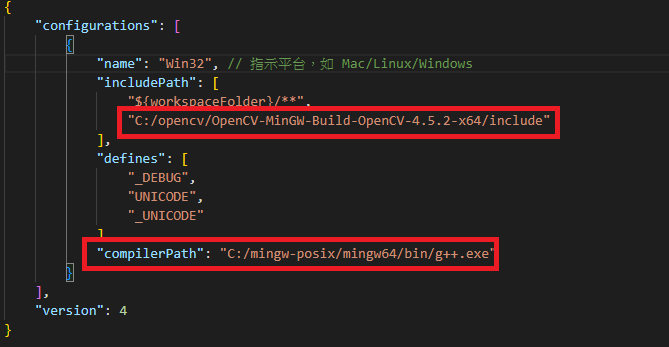 {
"configurations": [
{
"name": "Win32", // 指示平台，如 Mac/Linux/Windows
"includePath": [
"${workspaceFolder}/**",
"C:/opencv/OpenCV-MinGW-Build-OpenCV-4.5.2-x64/include"
],
"defines": [
"_DEBUG",
"UNICODE",
"_UNICODE"
]
"compilerPath": "C:/mingw-posix/mingw64/bin/g++.exe"
}
],
"version": 4
}